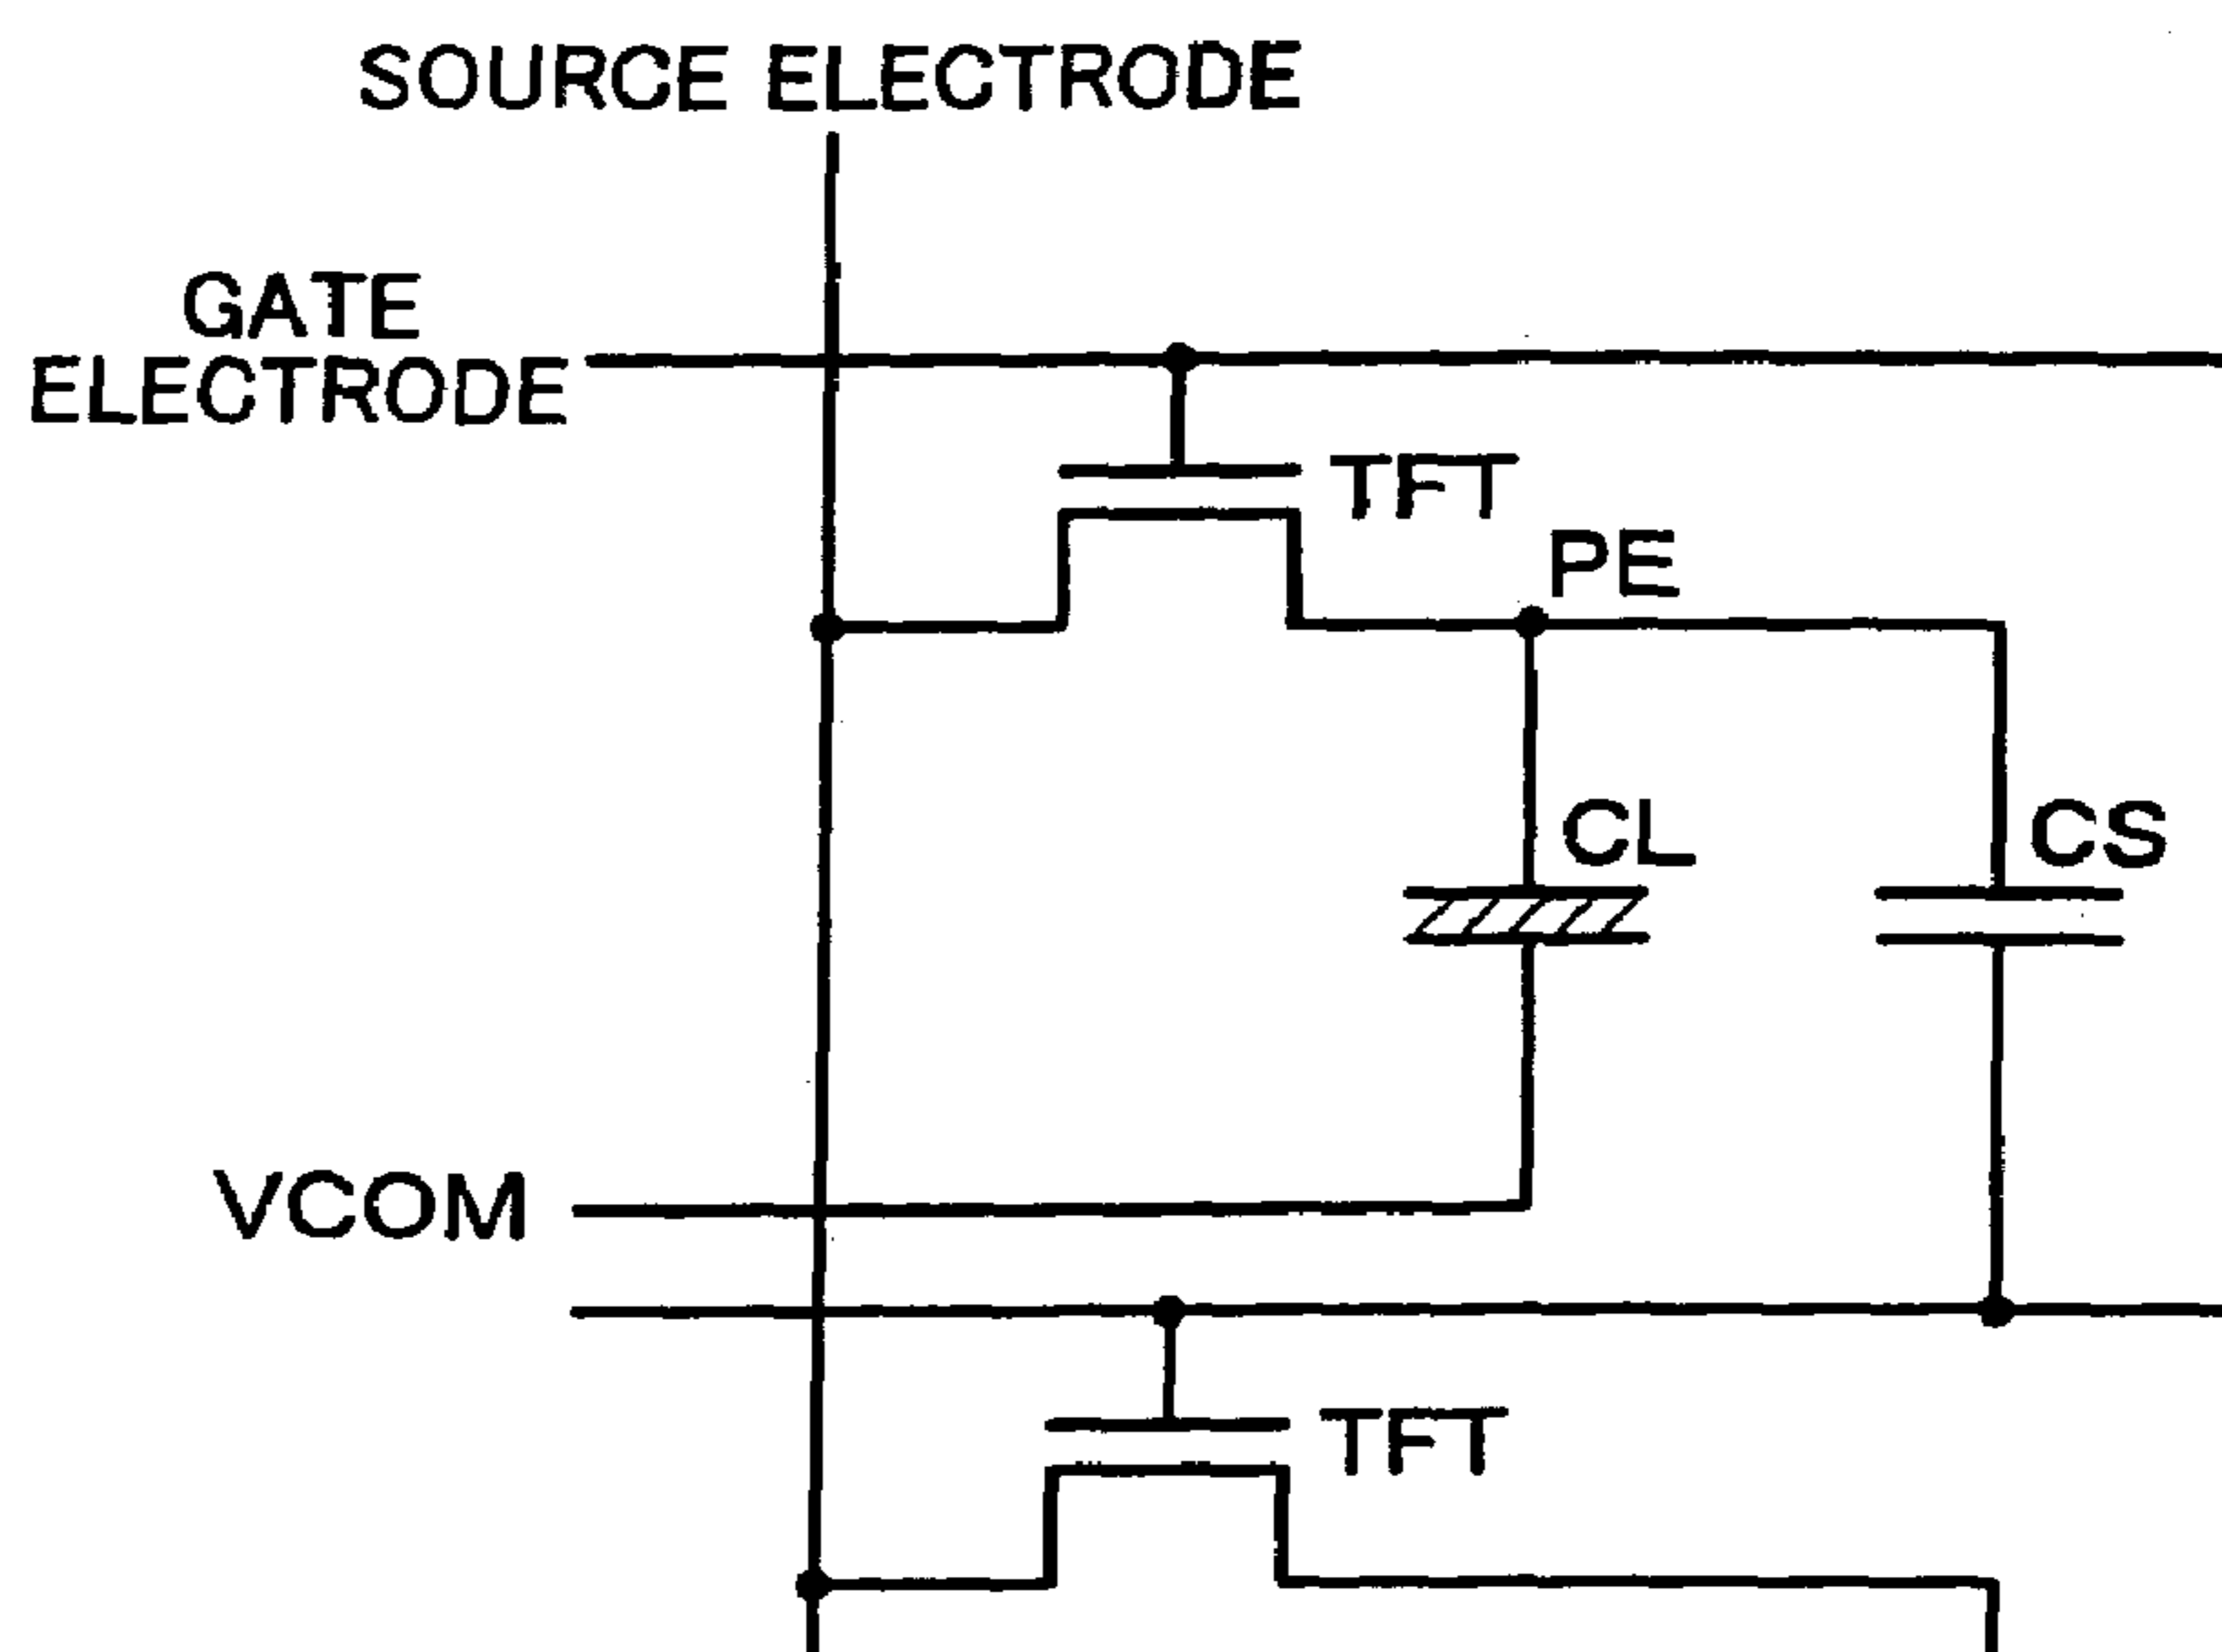 SOURCE ELECTRODE
GATE
ELECTRODE
TFT
PE
CL
CS
VCOM
TFT